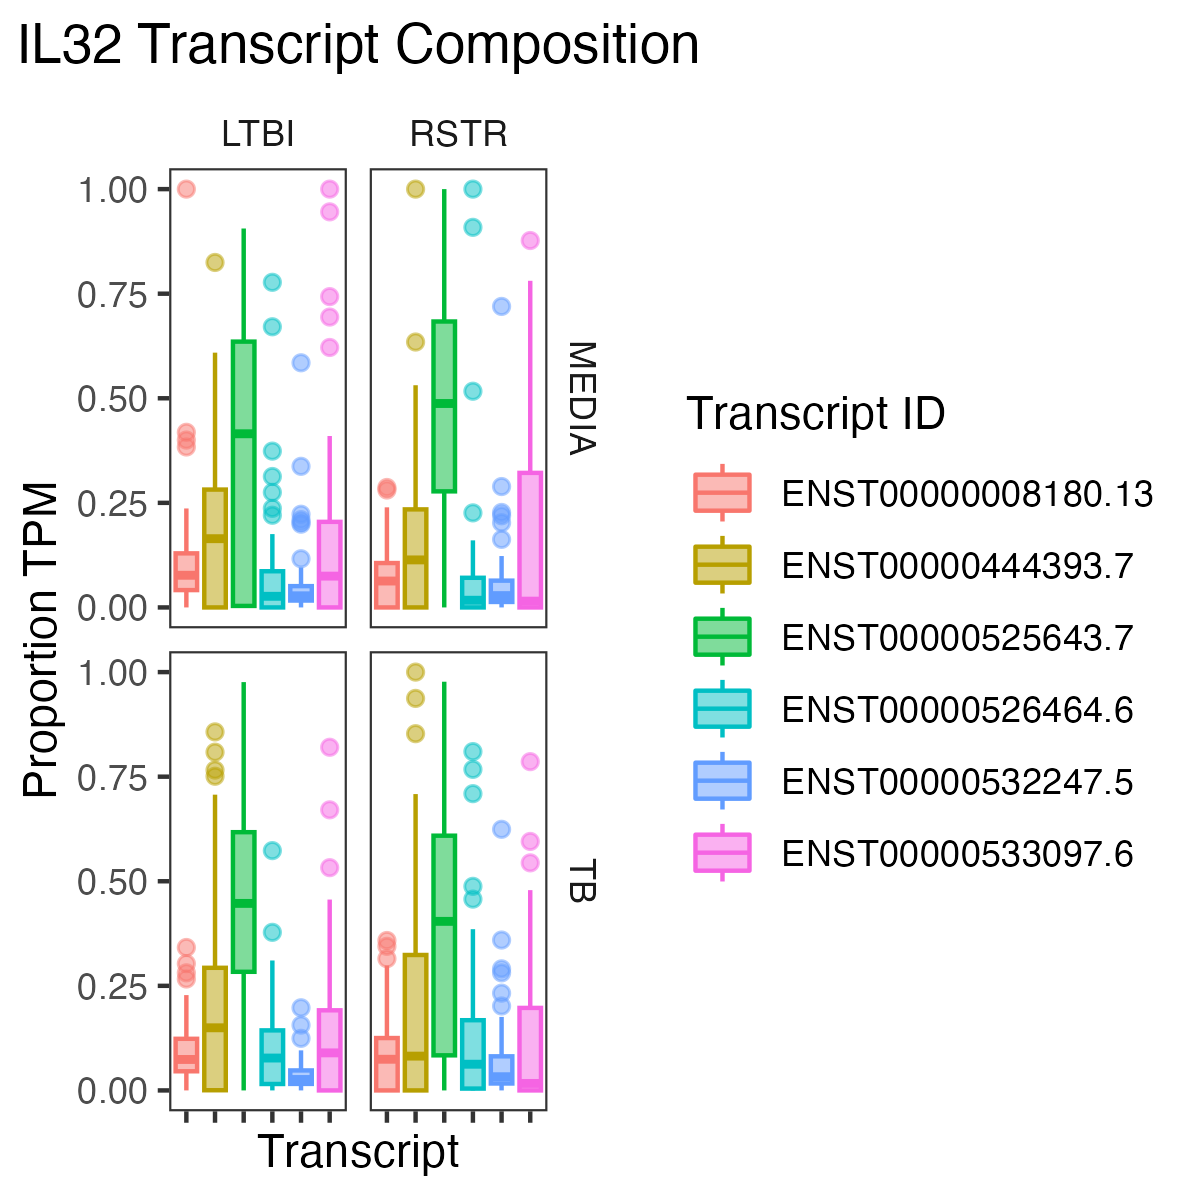 IL32 Transcript Composition
LTBI RSTR
1.00
0.75
0.50
0.25
0.00
MEDIA
1.00
0.75
0.50
0.25
0.00
TB
Proportion TPM
Transcript
Transcript ID
ENST00000008180.13
ENST00000444393.7
ENST00000525643.7
ENST00000526464.6
ENST00000532247.5
ENST00000533097.6